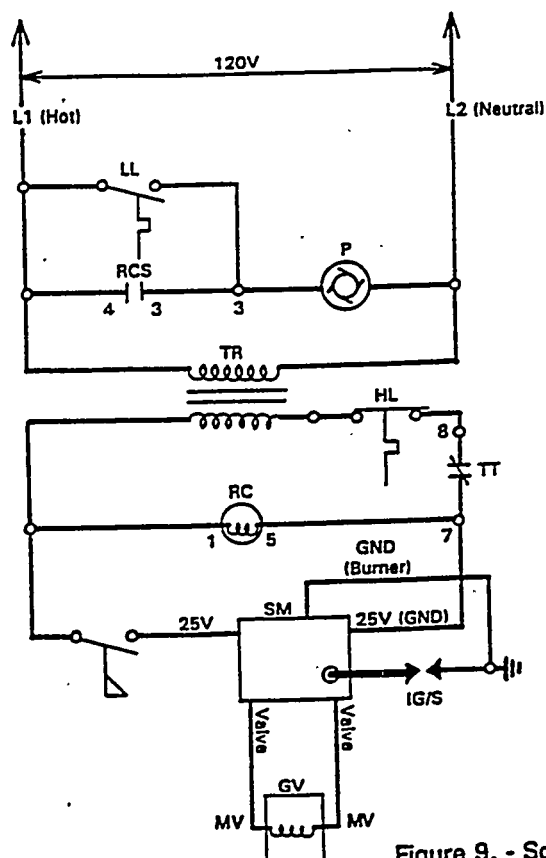 120V
L1 (Hot)
L2 (Neutral)
LL
P
RCS
4 3 3
TR
HL
8
TT
RC
1 5
7
GND
(Burner)
SM
25V
25V (GND)
IG/S
Valve
Valve
GV
MV
MV
Figure 9. - Sc